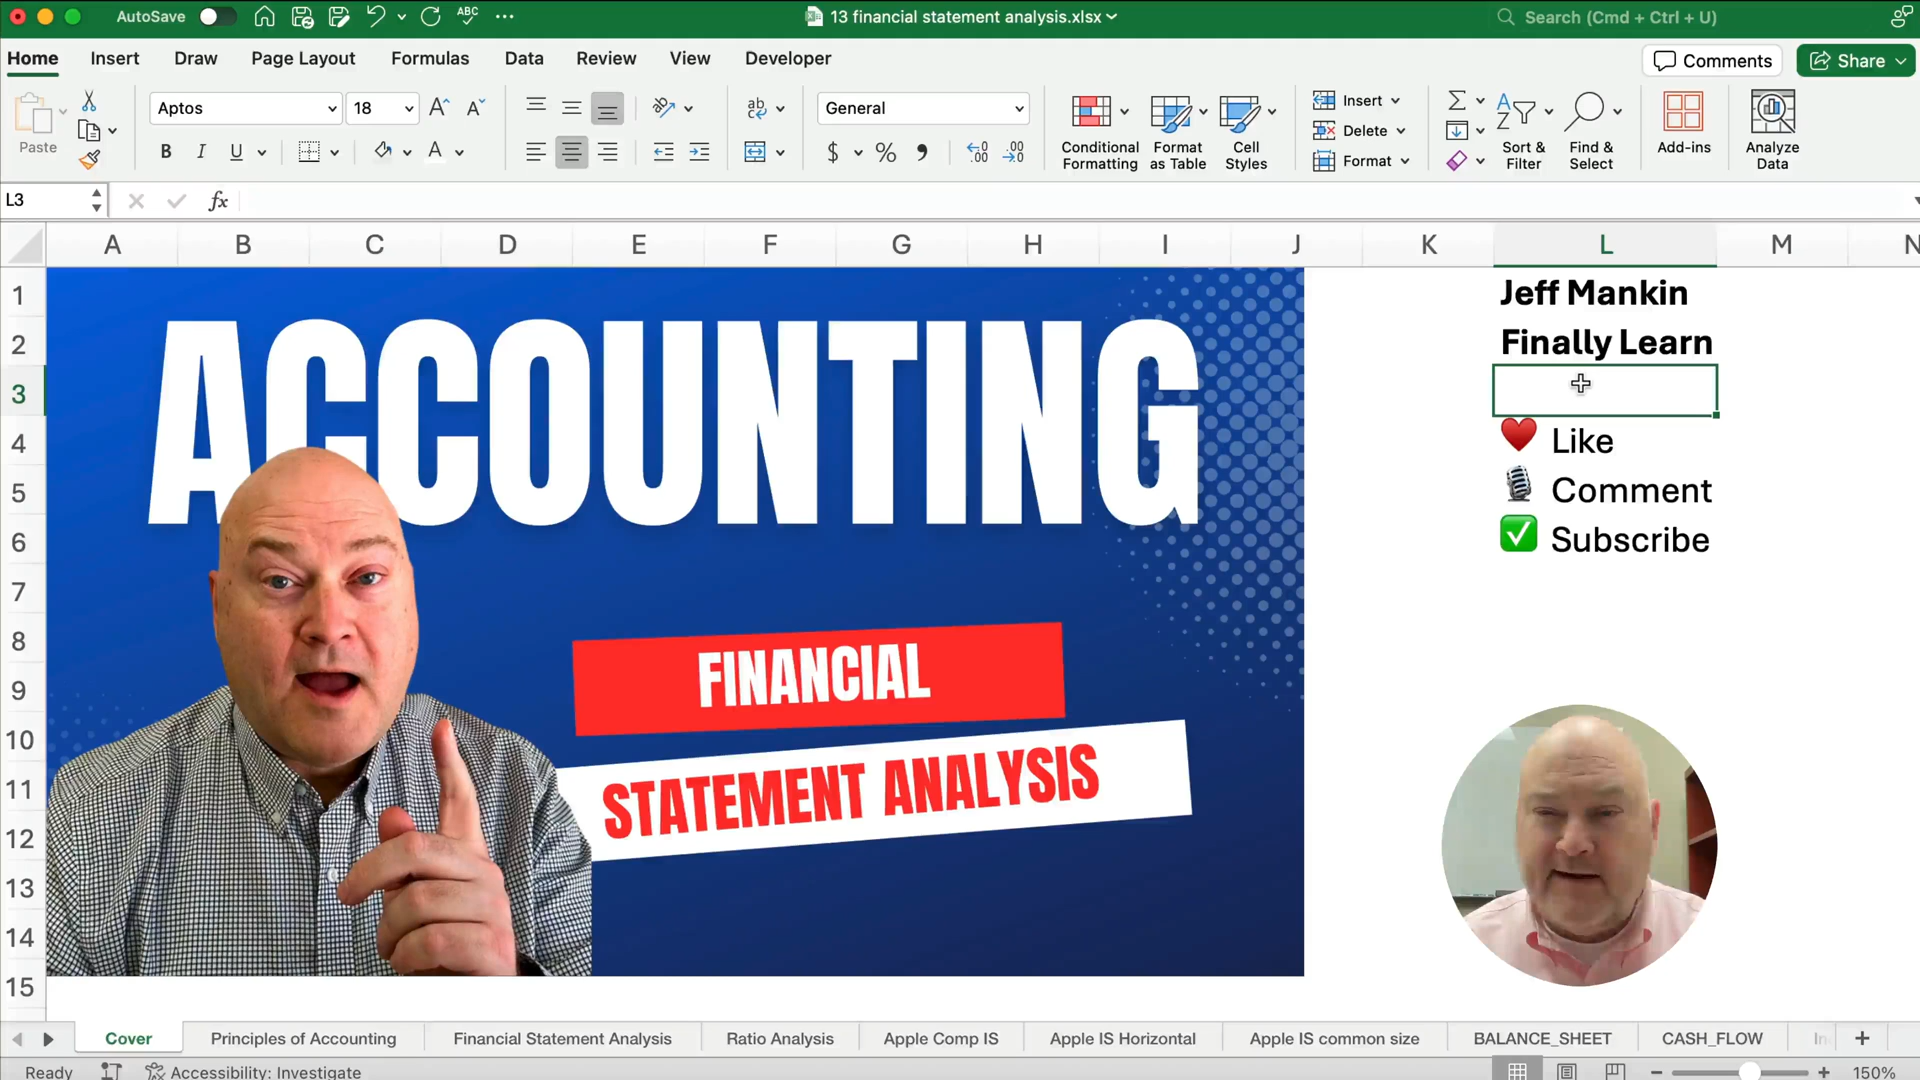 AutoSave
ABC
13 financial statement analysis.xlsx
Search (Cmd + Ctrl + U)
Home
Insert
Draw
Page Layout
Formulas
Data
Review
View
Developer
Comments
Share
Paste
Aptos
18
General
Conditional Formatting
Format as Table
Cell Styles
Insert
Delete
Format
Sort & Filter
Find & Select
Add-ins
Analyze Data
L3
fx
A B C D E F G H I J K L M N
1
2
3
4
5
6
7
8
9
10
11
12
13
14
15
ACCOUNTING
FINANCIAL
STATEMENT ANALYSIS
Jeff Mankin
Finally Learn
Like
Comment
Subscribe
Cover
Principles of Accounting
Financial Statement Analysis
Ratio Analysis
Apple Comp IS
Apple IS Horizontal
Apple IS common size
BALANCE_SHEET
CASH_FLOW
Ready
Accessibility: Investigate
150%